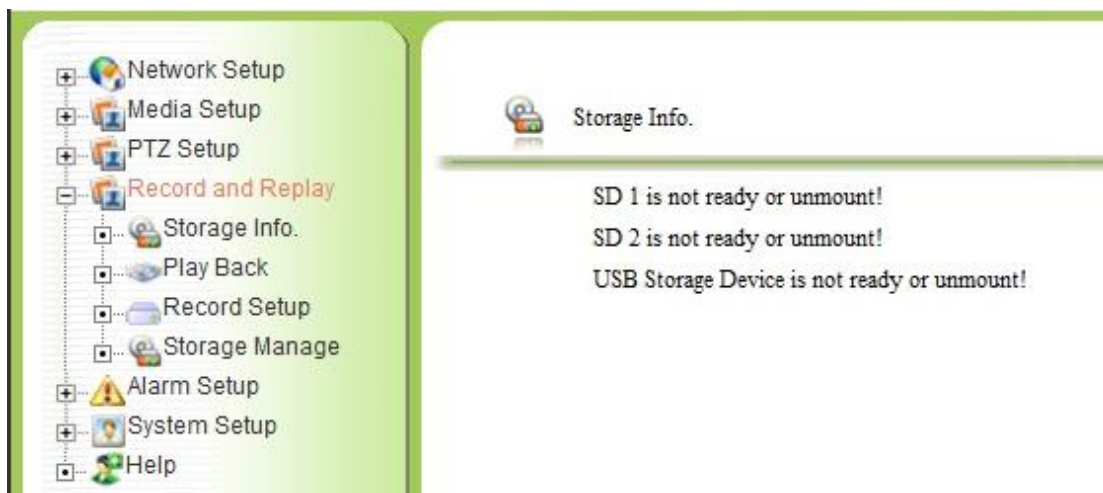 Network Setup
Media Setup
PTZ Setup
Record and Replay
Storage Info.
Play Back
Record Setup
Storage Manage
Alarm Setup
System Setup
Help
Storage Info.
SD 1 is not ready or unmount!
SD 2 is not ready or unmount!
USB Storage Device is not ready or unmount!